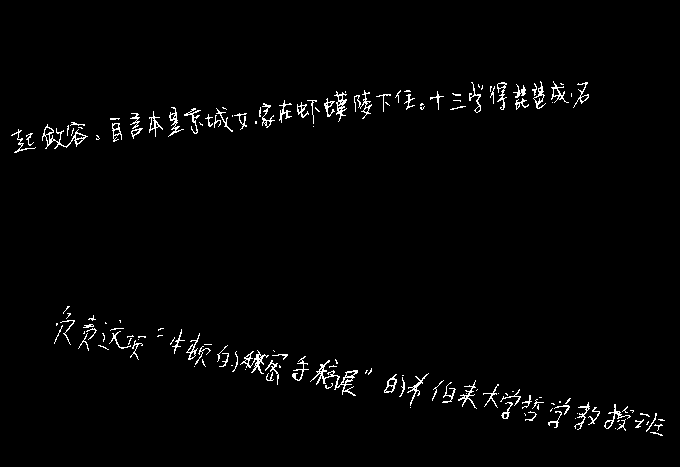 起敛容。自言本是京城女,家在虾蟆陵下住。十三学得琵琶成,名
负责这项“牛顿的秘密手稿展”的希伯来大学哲学教授班